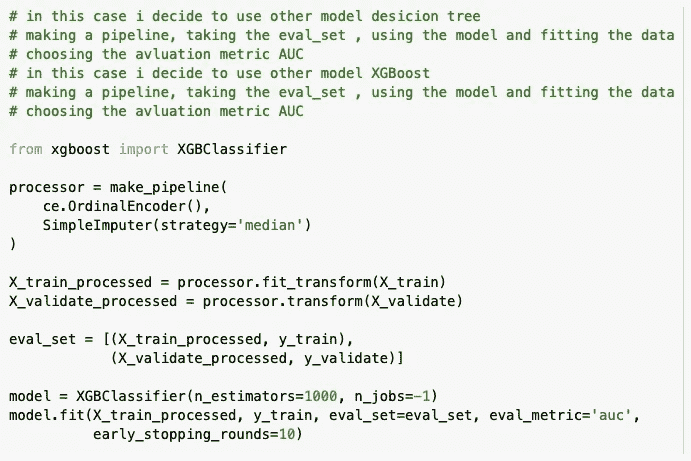 # in this case i decide to use other model desicion tree
# making a pipeline, taking the eval_set , using the model and fitting the data
# choosing the avluation metric AUC
# in this case i decide to use other model XGBoost
# making a pipeline, taking the eval_set , using the model and fitting the data
# choosing the avluation metric AUC

from xgboost import XGBClassifier

processor = make_pipeline(
    ce.OrdinalEncoder(),
    SimpleImputer(strategy='median')
)

X_train_processed = processor.fit_transform(X_train)
X_validate_processed = processor.transform(X_validate)

eval_set = [(X_train_processed, y_train),
            (X_validate_processed, y_validate)]

model = XGBClassifier(n_estimators=1000, n_jobs=-1)
model.fit(X_train_processed, y_train, eval_set=eval_set, eval_metric='auc',
          early_stopping_rounds=10)